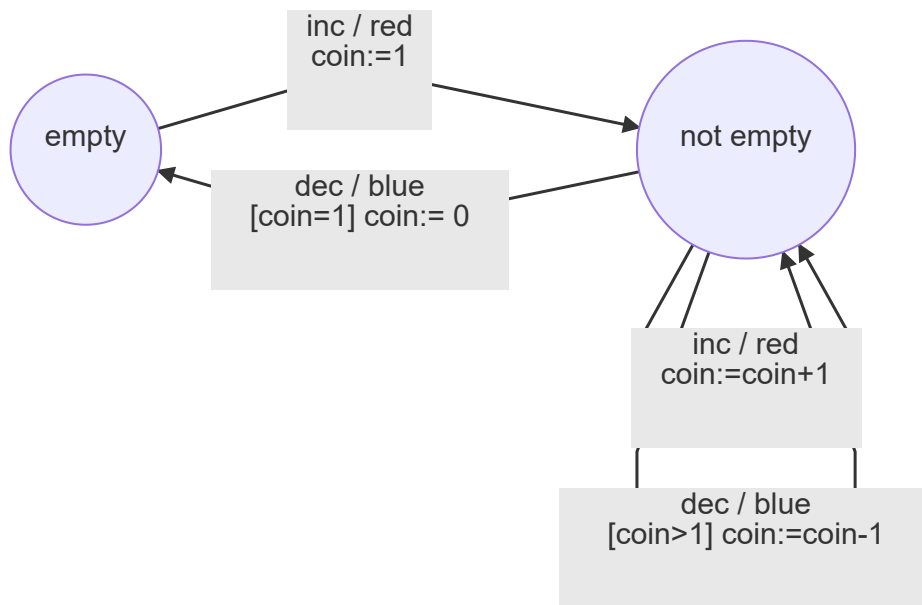 inc / red
coin:=1
empty
not empty
dec / blue
[coin=1] coin:= 0
inc / red
coin:=coin+1
dec / blue
[coin>1] coin:=coin-1